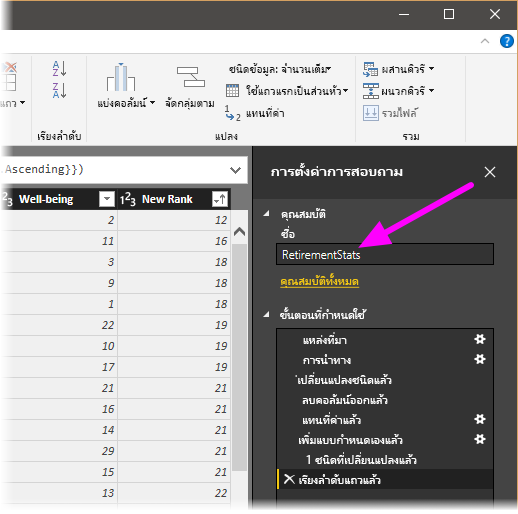 ?
A
Z
Z
A
แถว
แบ่งคอลัมน์
จัดกลุ่มตาม
ชนิดข้อมูล: จำนวนเต็ม
ใช้แถวแรกเป็นส่วนหัว
1
2
แทนที่ค่า
ผสานคิวรี
ผนวกคิวรี
รวมไฟล์
เรียงลำดับ
แปลง
รวม
Ascending}})
23 Well-being
123 New Rank
2 12
11 16
3 18
9 18
1 18
22 19
10 19
17 19
21 21
16 21
14 21
29 21
15 21
13 22
การตั้งค่าการสอบถาม
คุณสมบัติ
ชื่อ
RetirementStats
คุณสมบัติทั้งหมด
ขั้นตอนที่กำหนดใช้
แหล่งที่มา
การนำทาง
เปลี่ยนแปลงชนิดแล้ว
ลบคอลัมน์ออกแล้ว
แทนที่ค่าแล้ว
เพิ่มแบบกำหนดเองแล้ว
1 ชนิดที่เปลี่ยนแปลงแล้ว
เรียงลำดับแถวแล้ว